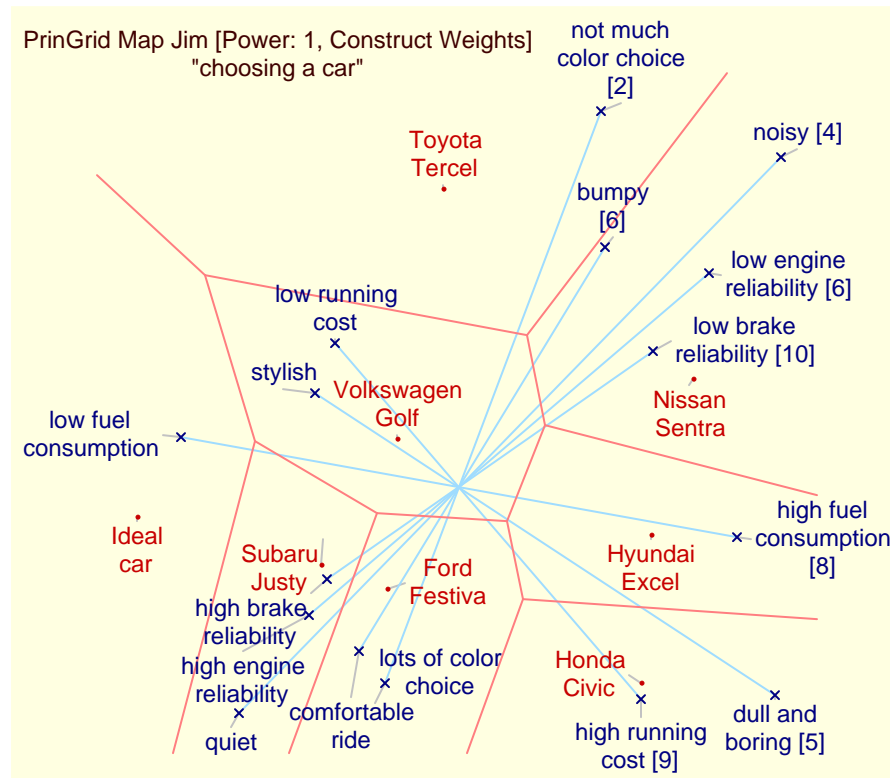 PrinGrid Map Jim [Power: 1, Construct Weights]
"choosing a car"
not much
color choice
[2]
noisy [4]
Toyota
Tercel
bumpy
[6]
low engine
reliability [6]
low running
cost
low brake
reliability [10]
stylish
Volkswagen
Golf
Nissan
Sentra
low fuel
consumption
high fuel
consumption
[8]
Ideal
car
Subaru
Justy
Ford
Festiva
Hyundai
Excel
high brake
reliability
high engine
reliability
lots of color
choice
Honda
Civic
quiet
comfortable
ride
high running
cost [9]
dull and
boring [5]